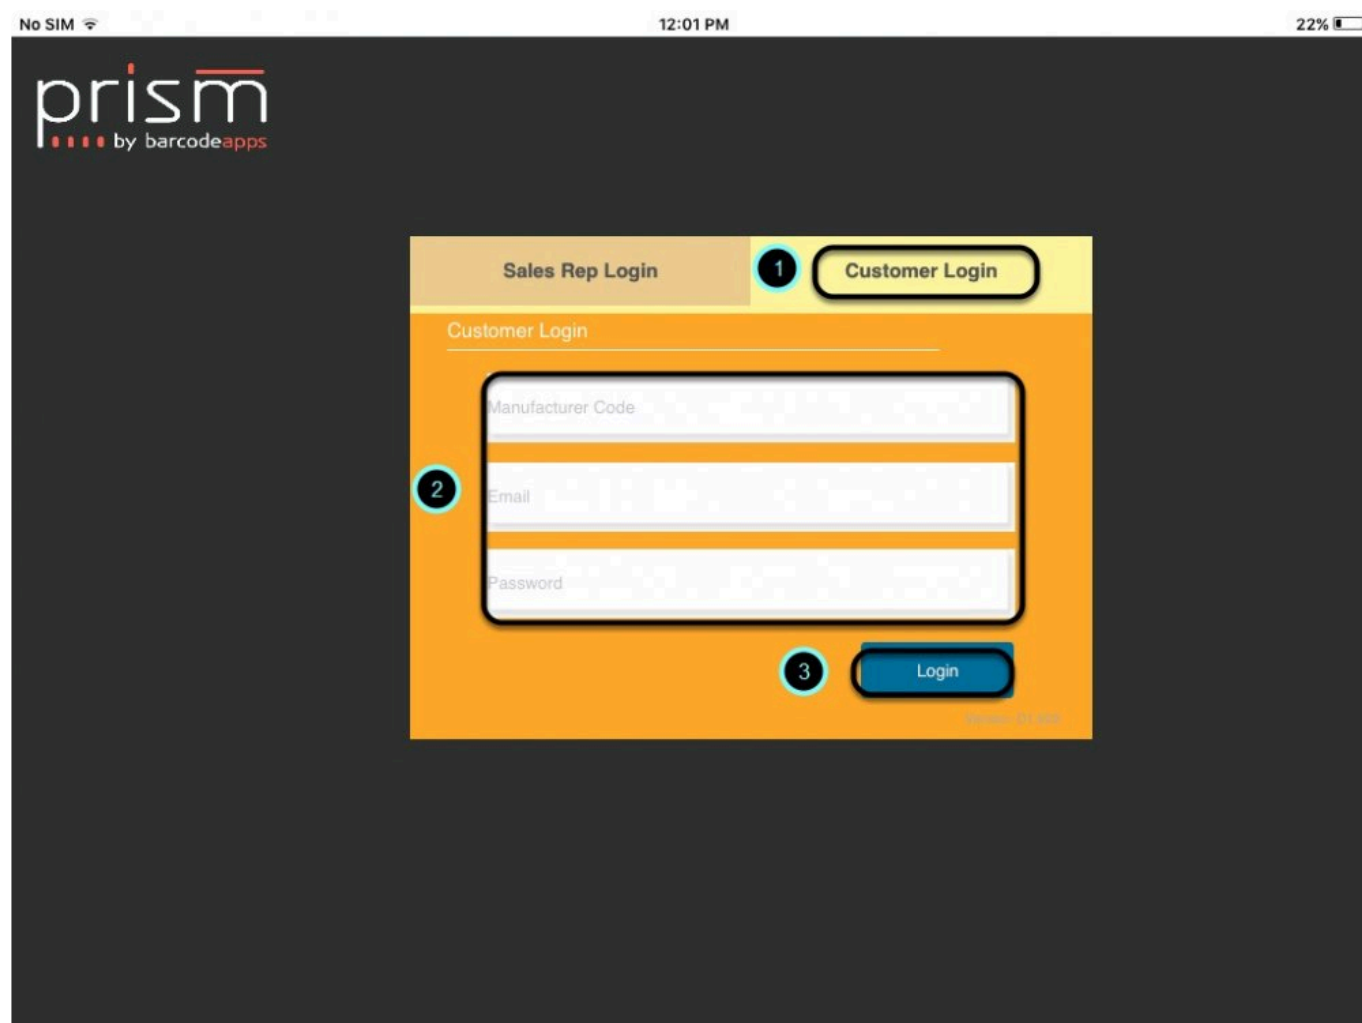 No SIM 12:01 PM 22%
prism
by barcodeapps
Sales Rep Login 1 Customer Login
Customer Login
Manufacturer Code
2 Email
Password
3 Login